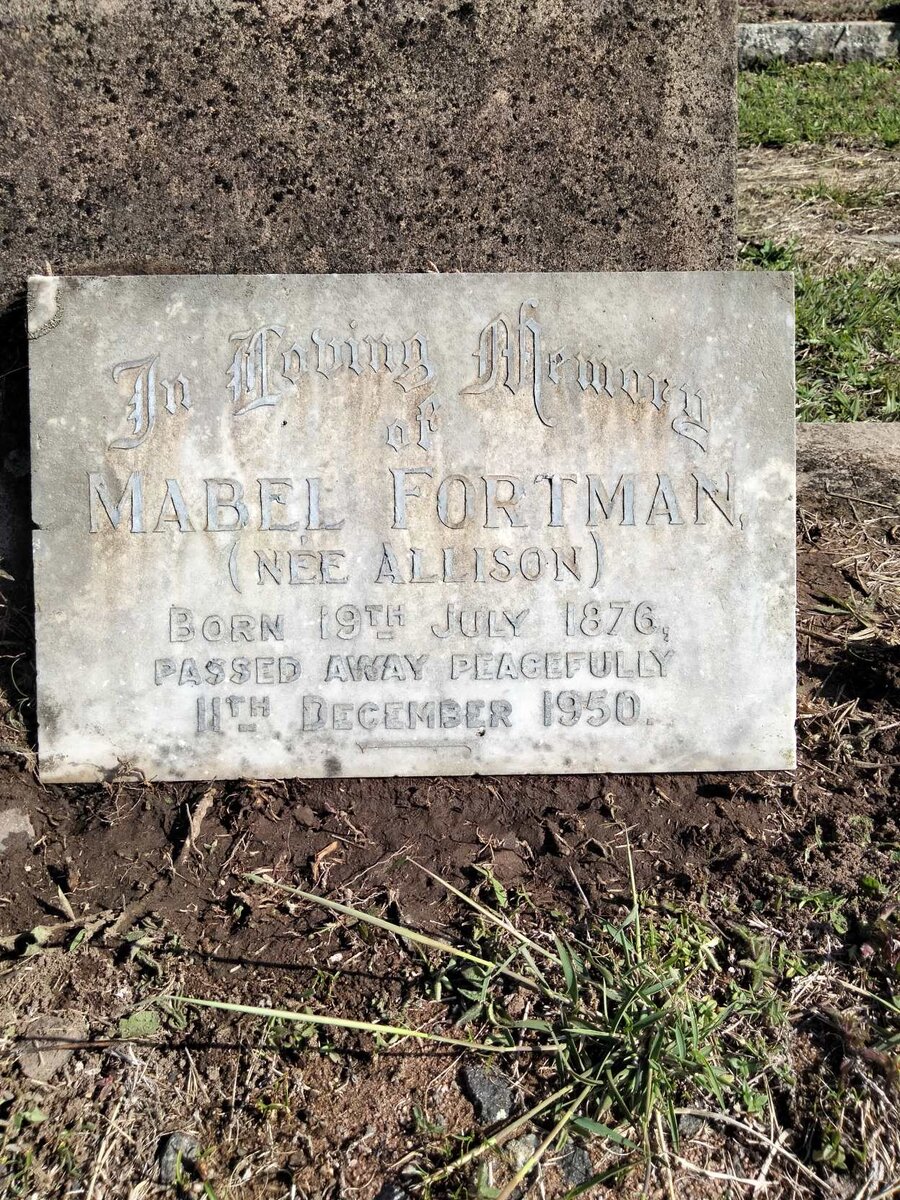 In Loving Memory
of
MABEL FORTMAN,
(NÉE ALLISON)
BORN 19TH JULY 1876,
PASSED AWAY PEACEFULLY
11TH DECEMBER 1950.